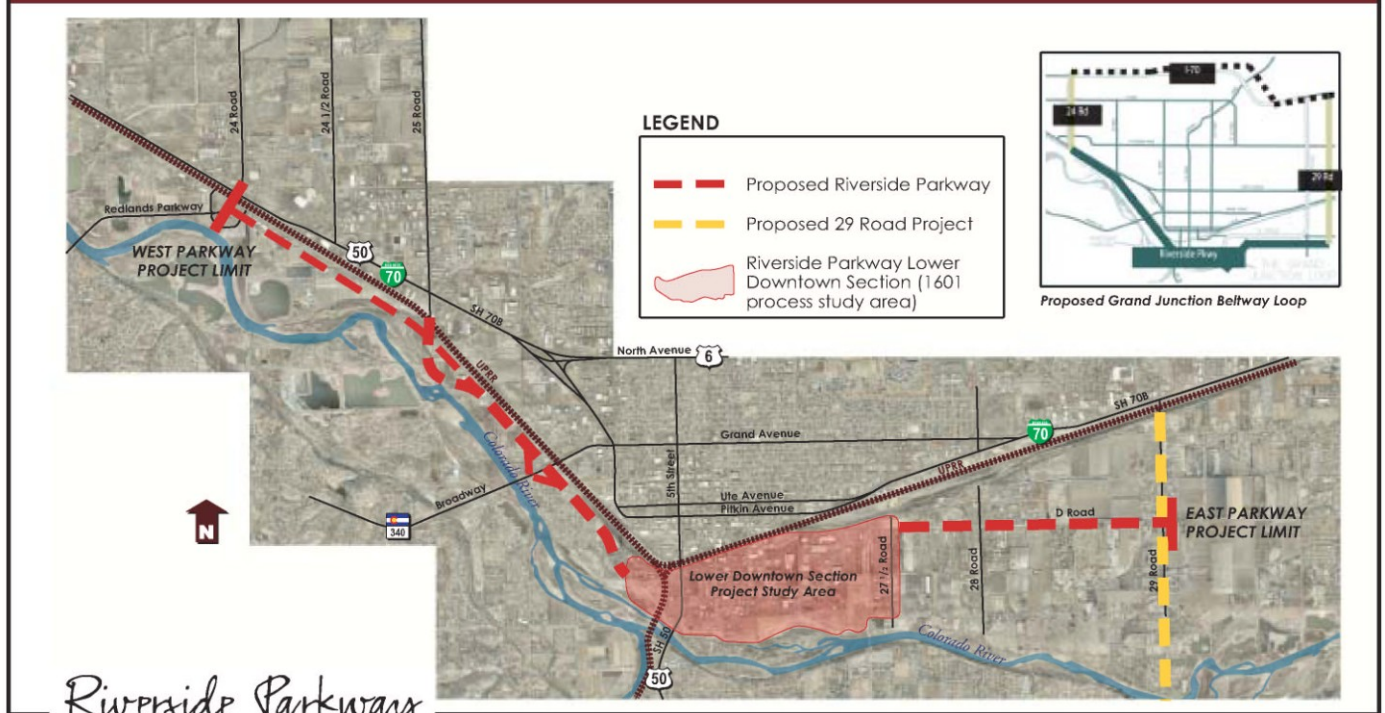 24 Road
24 1/2 Road
25 Road
Redlands Parkway
WEST PARKWAY
PROJECT LIMIT
50
70
SH 70B
UPRR
North Avenue
6
LEGEND
Proposed Riverside Parkway
Proposed 29 Road Project
Riverside Parkway Lower
Downtown Section (1601
process study area)
I-70
24 Rd
29 Rd
Riverside Pkwy
Proposed Grand Junction Beltway Loop
Grand Avenue
5th Street
Ute Avenue
Pitkin Avenue
70
SH 70B
UPRR
Colorado River
Broadway
340
N
D Road
EAST PARKWAY
PROJECT LIMIT
Lower Downtown Section
Project Study Area
27 1/2 Road
28 Road
29 Road
Colorado River
SH 50
50
Riverside Parkway